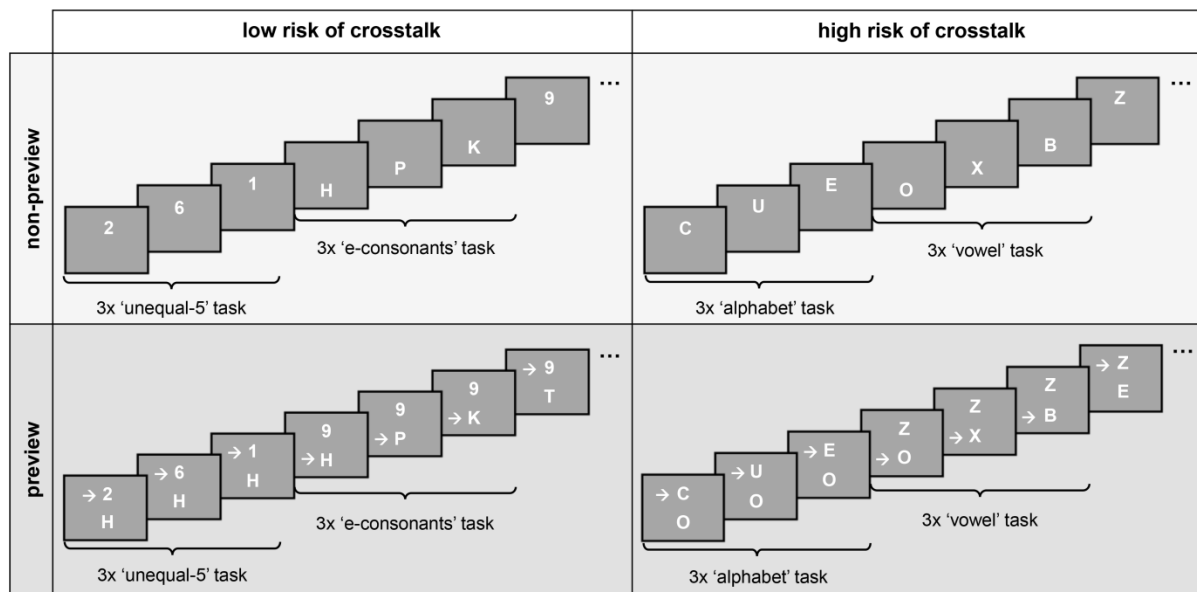 low risk of crosstalk
high risk of crosstalk
non-preview
2
6
1
H
P
K
9
...
3x 'unequal-5' task
3x 'e-consonants' task
C
U
E
O
X
B
Z
...
3x 'alphabet' task
3x 'vowel' task
preview
→ 2
H
→ 6
H
→ 1
H
9
→ H
9
→ P
9
→ K
→ 9
T
...
3x 'unequal-5' task
3x 'e-consonants' task
→ C
O
→ U
O
→ E
O
Z
→ O
Z
→ X
Z
→ B
→ Z
E
...
3x 'alphabet' task
3x 'vowel' task